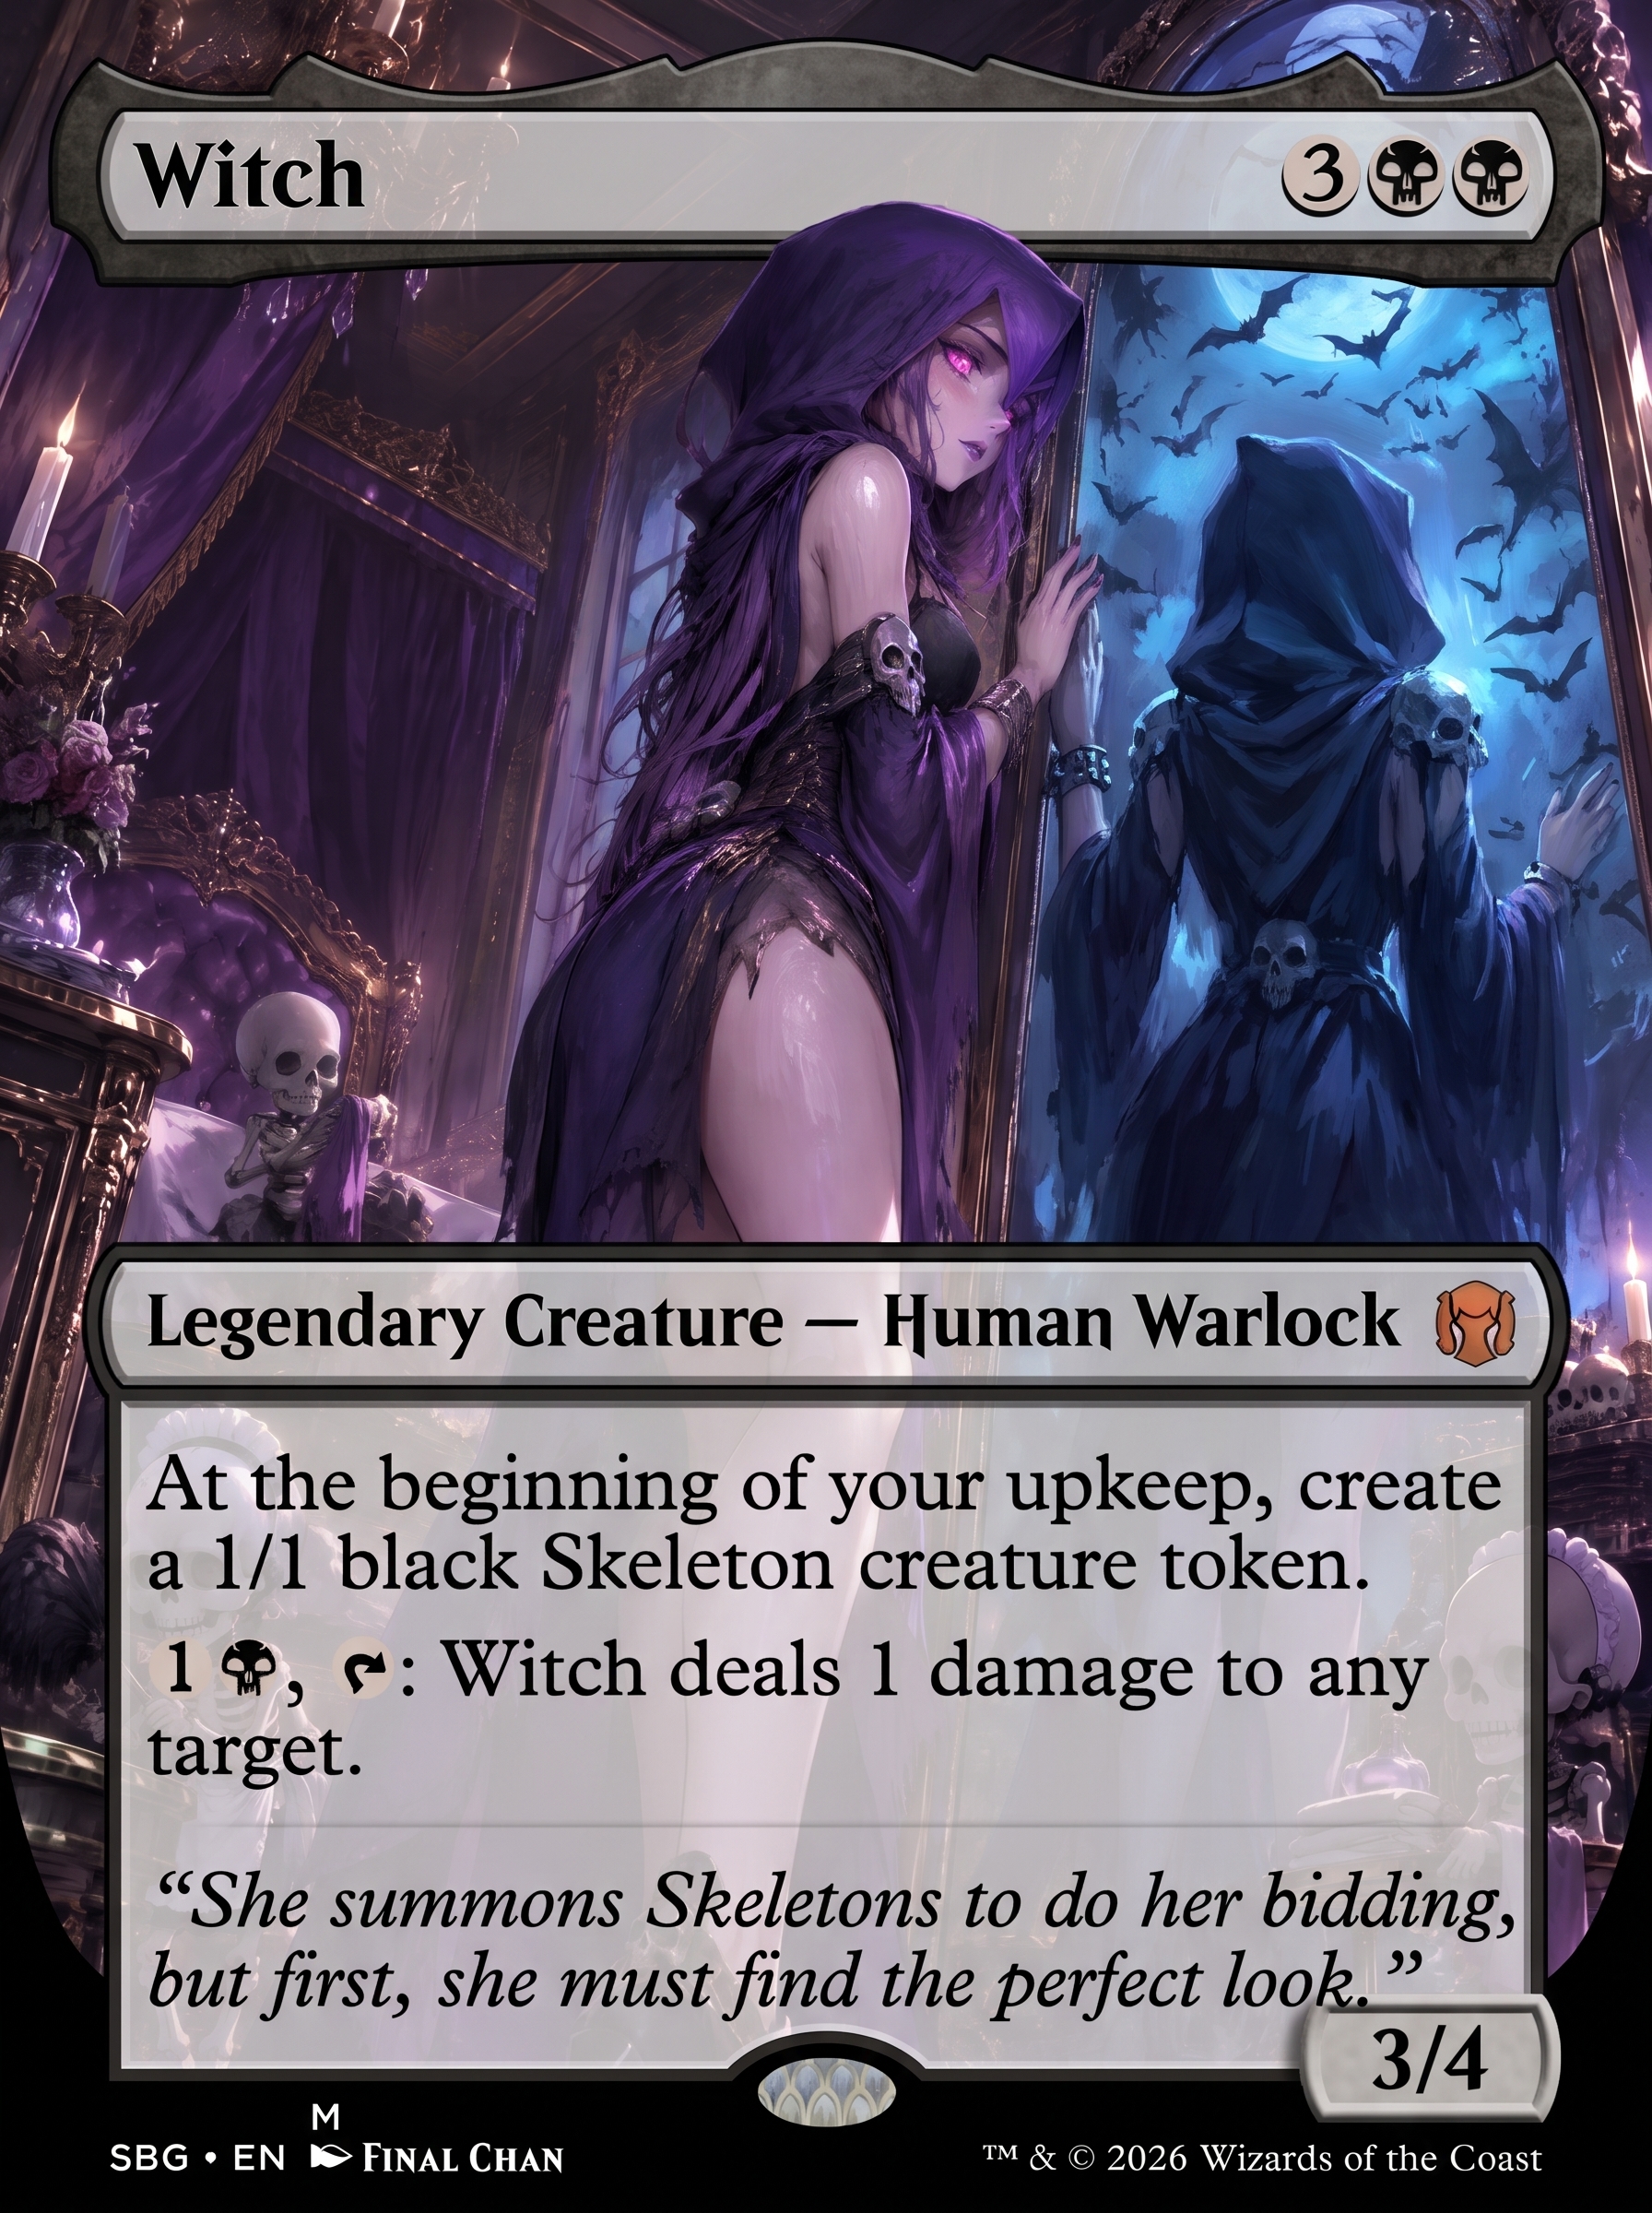 Witch 3
Legendary Creature — Human Warlock
At the beginning of your upkeep, create
a 1/1 black Skeleton creature token.
1 , : Witch deals 1 damage to any
target.
“She summons Skeletons to do her bidding,
but first, she must find the perfect look.”
3/4
M
SBG • EN FINAL CHAN
™ & © 2026 Wizards of the Coast